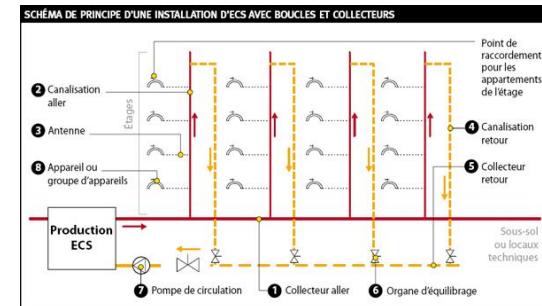 SCHÉMA DE PRINCIPE D'UNE INSTALLATION D'ECS AVEC BOUCLES ET COLLECTEURS
Point de
raccordement
pour les
appartements
de l'étage
2 Canalisation
aller
Étages
3 Antenne
4 Canalisation
retour
8 Appareil ou
groupe d'appareils
5 Collecteur
retour
Production
ECS
Sous-sol
ou locaux
techniques
7 Pompe de circulation
1 Collecteur aller
6 Organe d'équilibrage